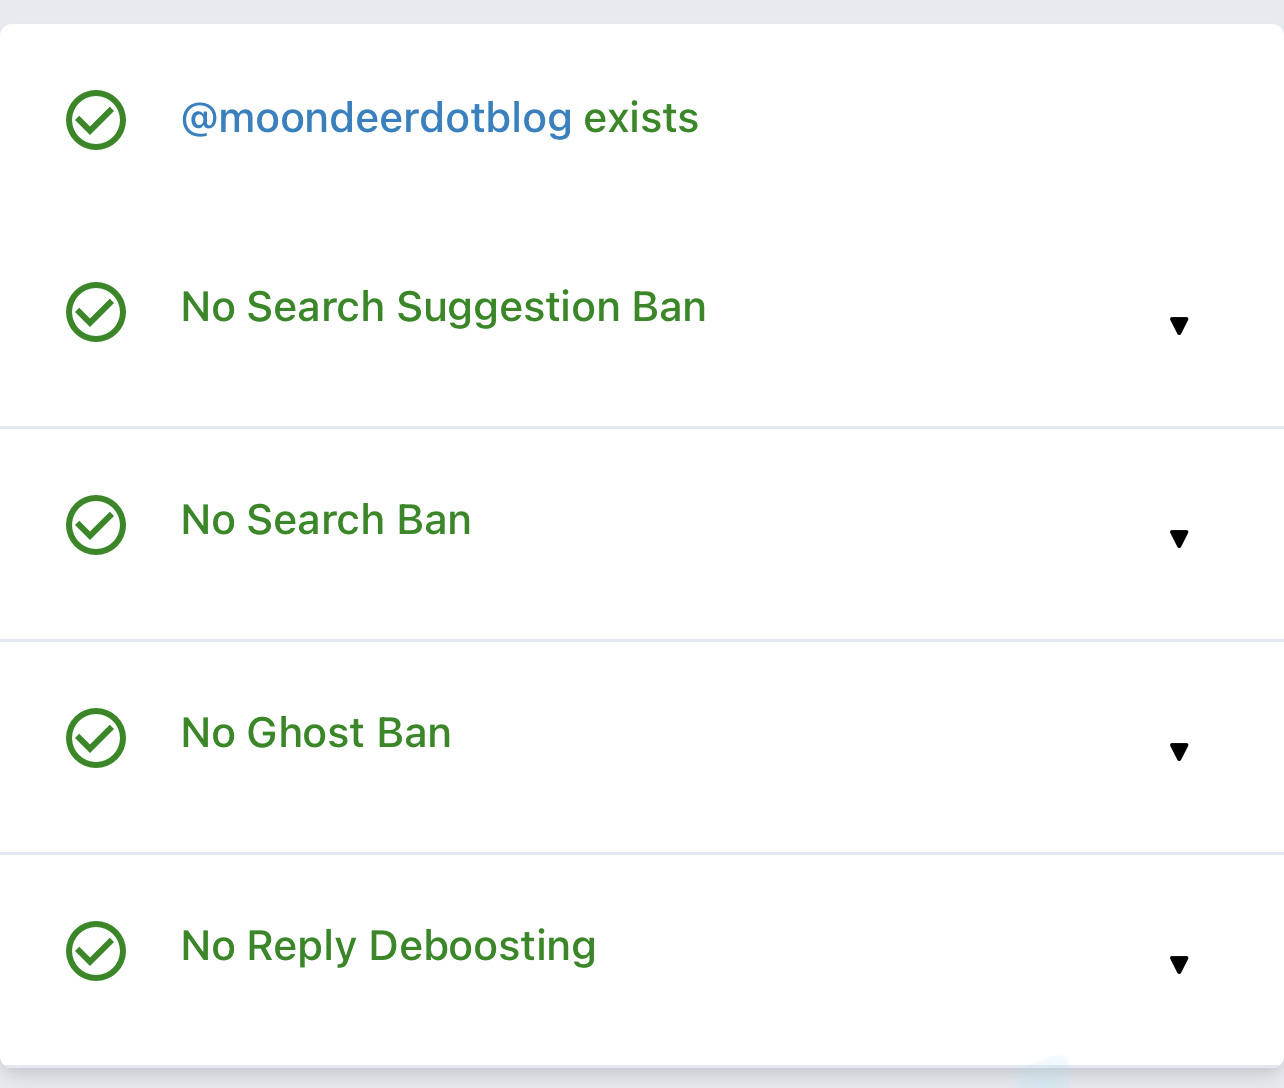 @moondeerdotblog exists
No Search Suggestion Ban
No Search Ban
No Ghost Ban
No Reply Deboosting